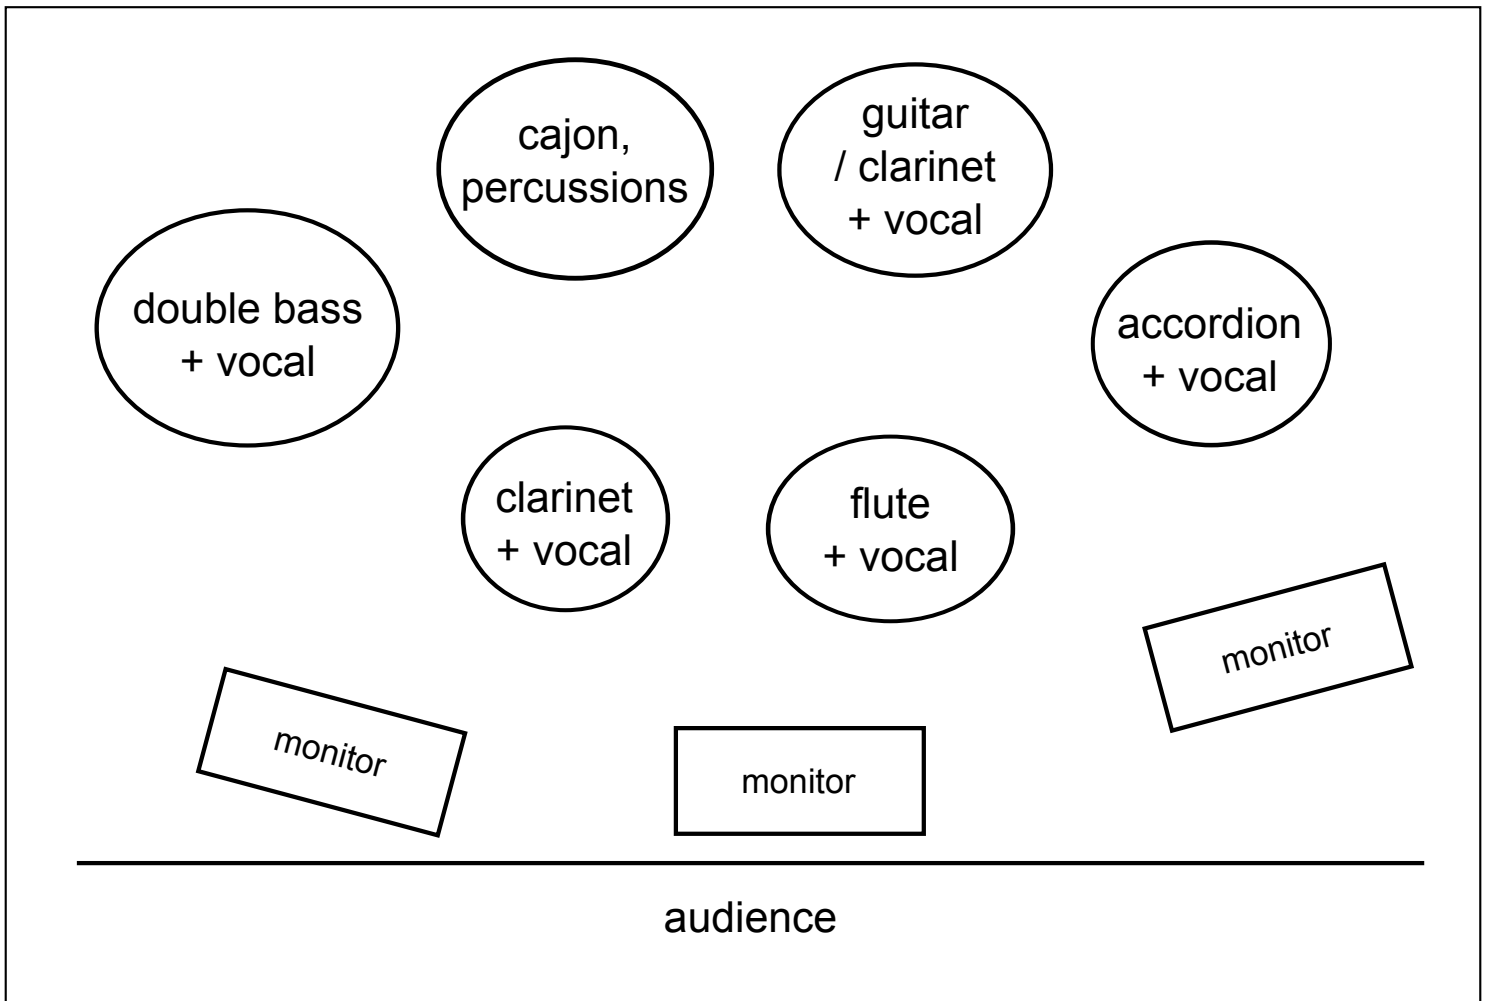 cajon,
percussions
guitar
/ clarinet
+ vocal
double bass
+ vocal
accordion
+ vocal
clarinet
+ vocal
flute
+ vocal
monitor
monitor
monitor
audience